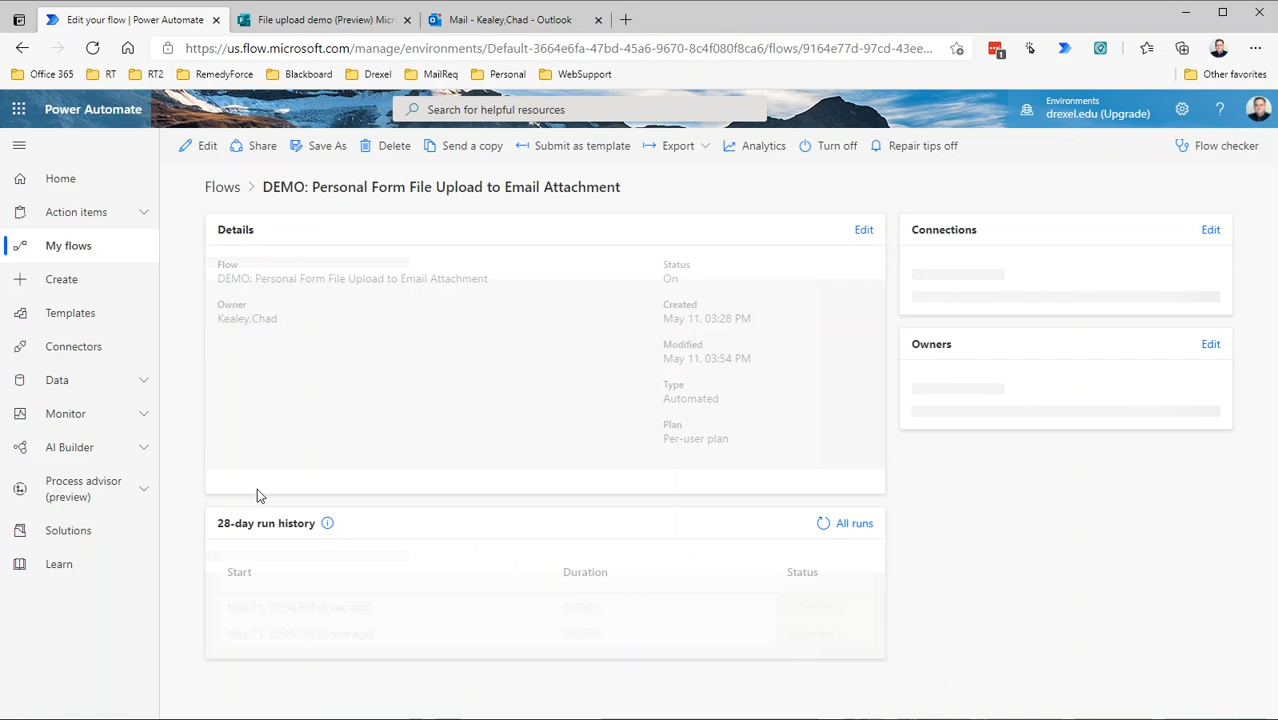 Edit your flow | Power Automate
File upload demo (Preview) Micr
Mail - Kealey,Chad - Outlook
https://us.flow.microsoft.com/manage/environments/Default-3664e6fa-47bd-45a6-9670-8c4f080f8ca6/flows/9164e77d-97cd-43ee...
1
Office 365
RT
RT2
RemedyForce
Blackboard
Drexel
MailReq
Personal
WebSupport
Other favorites
Power Automate
Search for helpful resources
Environments
drexel.edu (Upgrade)
?
Edit
Share
Save As
Delete
Send a copy
Submit as template
Export
Analytics
Turn off
Repair tips off
Flow checker
Home
Action items
My flows
Create
Templates
Connectors
Data
Monitor
AI Builder
Process advisor
(preview)
Solutions
Learn
Flows > DEMO: Personal Form File Upload to Email Attachment
Details
Edit
Flow
DEMO: Personal Form File Upload to Email Attachment
Owner
Kealey,Chad
Status
On
Created
May 11, 03:28 PM
Modified
May 11, 03:54 PM
Type
Automated
Plan
Per-user plan
Connections
Edit
Owners
Edit
28-day run history
All runs
Start
Duration
Status